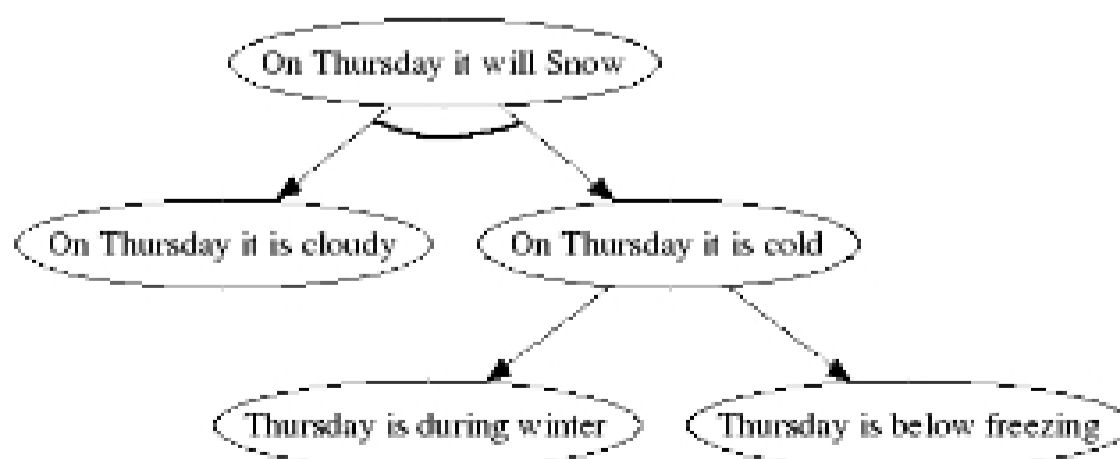 On Thursday it will Snow
On Thursday it is cloudy
On Thursday it is cold
Thursday is during winter
Thursday is below freezing